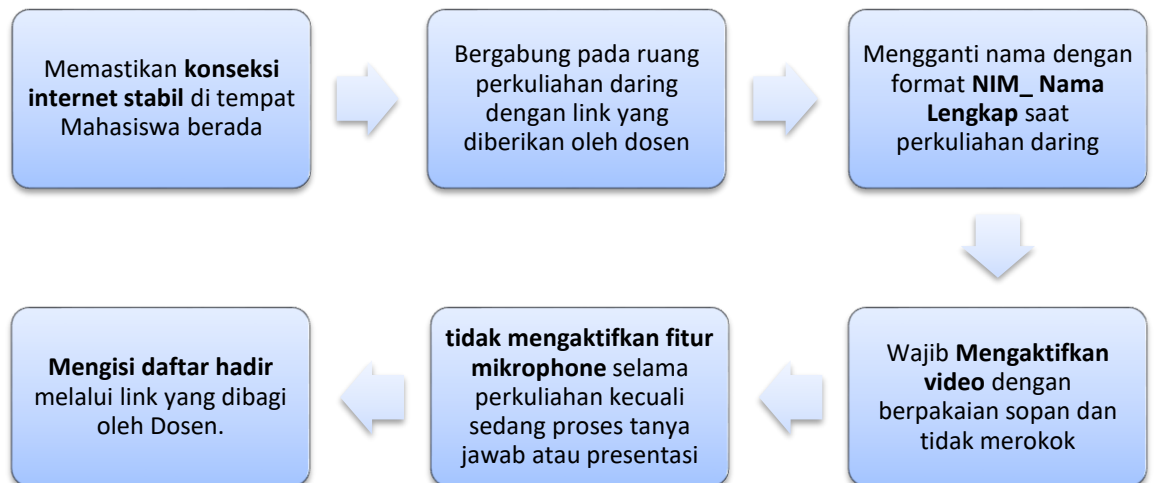 Memastikan konseksi
internet stabil di tempat
Mahasiswa berada
Bergabung pada ruang
perkuliahan daring
dengan link yang
diberikan oleh dosen
Mengganti nama dengan
format NIM_ Nama
Lengkap saat
perkuliahan daring
Wajib Mengaktifkan
video dengan
berpakaian sopan dan
tidak merokok
tidak mengaktifkan fitur
mikrophone selama
perkuliahan kecuali
sedang proses tanya
jawab atau presentasi
Mengisi daftar hadir
melalui link yang dibagi
oleh Dosen.